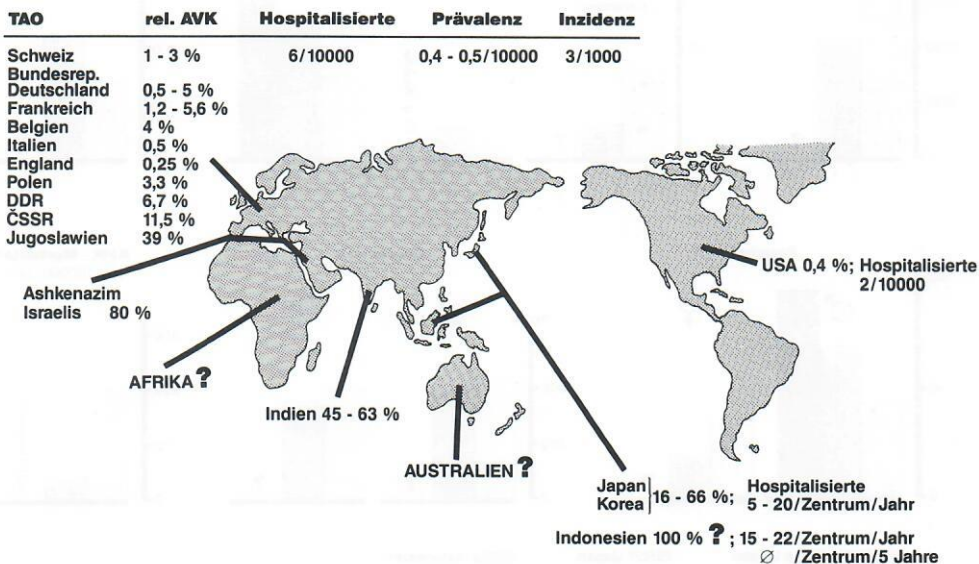 TAO rel. AVK Hospitalisierte Prävalenz Inzidenz
Schweiz 1 - 3 % 6/10000 0,4 - 0,5/10000 3/1000
Bundesrep.
Deutschland 0,5 - 5 %
Frankreich 1,2 - 5,6 %
Belgien 4 %
Italien 0,5 %
England 0,25 %
Polen 3,3 %
DDR 6,7 %
ČSSR 11,5 %
Jugoslawien 39 %
USA 0,4 %; Hospitalisierte
2/10000
Ashkenazim
Israelis 80 %
AFRIKA ?
Indien 45 - 63 %
AUSTRALIEN ?
Japan
Korea 16 - 66 %; Hospitalisierte
5 - 20/Zentrum/Jahr
Indonesien 100 % ? ; 15 - 22/Zentrum/Jahr
∅ /Zentrum/5 Jahre